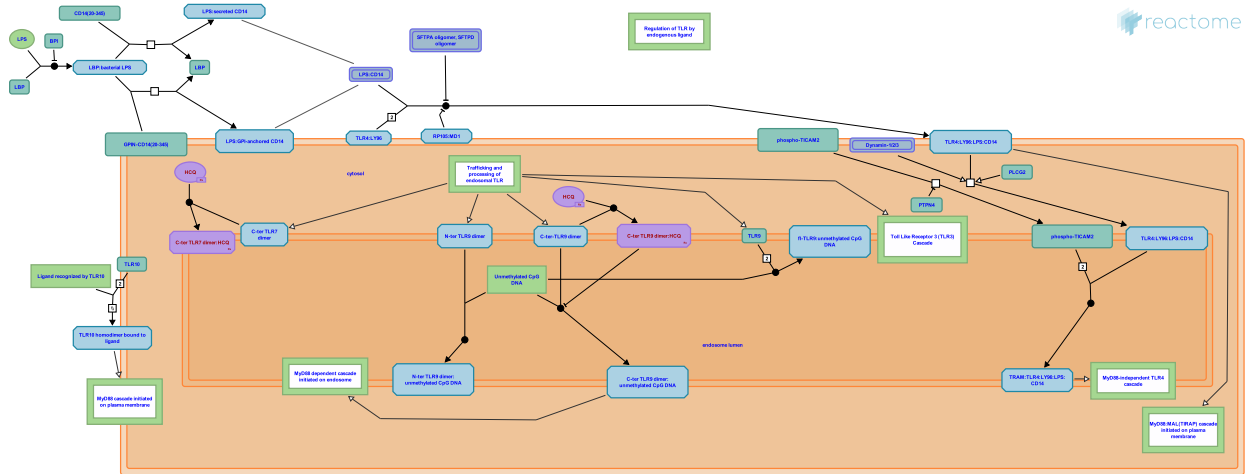 CD14(20-345)
LPS:secreted CD14
Regulation of TLR by
endogenous ligand
reactome
LPS
BPI
SFTPA oligomer, SFTPD
oligomer
LBP:bacterial LPS
LBP
LPS:CD14
LBP
2
GPIN-CD14(20-345)
LPS:GPI-anchored CD14
TLR4:LY96
RP105:MD1
phospho-TICAM2
Dynamin-1/2/3
TLR4:LY96:LPS:CD14
cytosol
HCQ
Trafficking and
processing of
endosomal TLR
PLCG2
HCQ
PTPN4
C-ter TLR7 dimer:HCQ
C-ter TLR7
dimer
N-ter TLR9 dimer
C-ter TLR9 dimer
C-ter TLR9 dimer:HCQ
TLR9
fl-TLR9:unmethylated CpG
DNA
Toll Like Receptor 3 (TLR3)
Cascade
phospho-TICAM2
TLR4:LY96:LPS:CD14
TLR10
2
2
Ligand recognized by TLR10
2
Unmethylated CpG
DNA
TLR10 homodimer bound to
ligand
endosome lumen
MyD88 dependent cascade
initiated on endosome
N-ter TLR9 dimer:
unmethylated CpG DNA
C-ter TLR9 dimer:
unmethylated CpG DNA
TRAM:TLR4:LY96:LPS:
CD14
MyD88-independent TLR4
cascade
MyD88 cascade initiated
on plasma membrane
MyD88:MAL(TIRAP) cascade
initiated on plasma
membrane